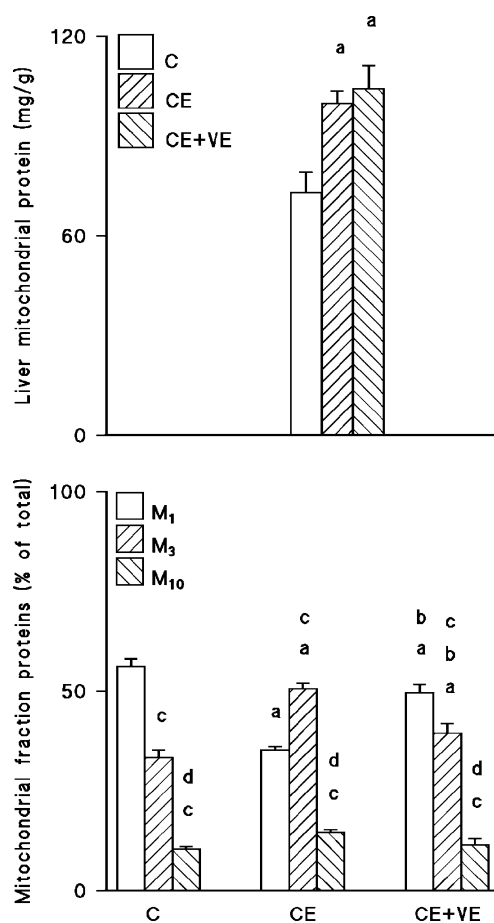 Liver mitochondrial protein (mg/g)
120
60
0
C
CE
CE+VE
a
a
Mitochondrial fraction proteins (% of total)
100
50
0
M1
M3
M10
c
d
c
a
c
a
d
c
b
a
c
b
a
d
c
C
CE
CE+VE